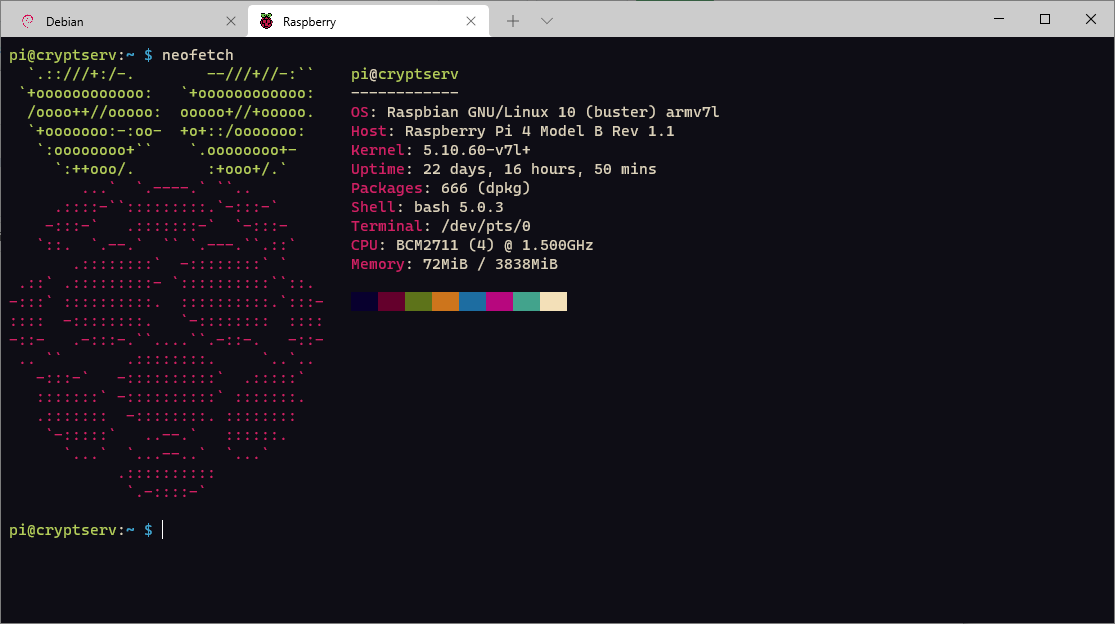 Debian
Raspberry
pi@cryptserv:~ $ neofetch
pi@cryptserv
------------
OS: Raspbian GNU/Linux 10 (buster) armv7l
Host: Raspberry Pi 4 Model B Rev 1.1
Kernel: 5.10.60-v7l+
Uptime: 22 days, 16 hours, 50 mins
Packages: 666 (dpkg)
Shell: bash 5.0.3
Terminal: /dev/pts/0
CPU: BCM2711 (4) @ 1.500GHz
Memory: 72MiB / 3838MiB
pi@cryptserv:~ $